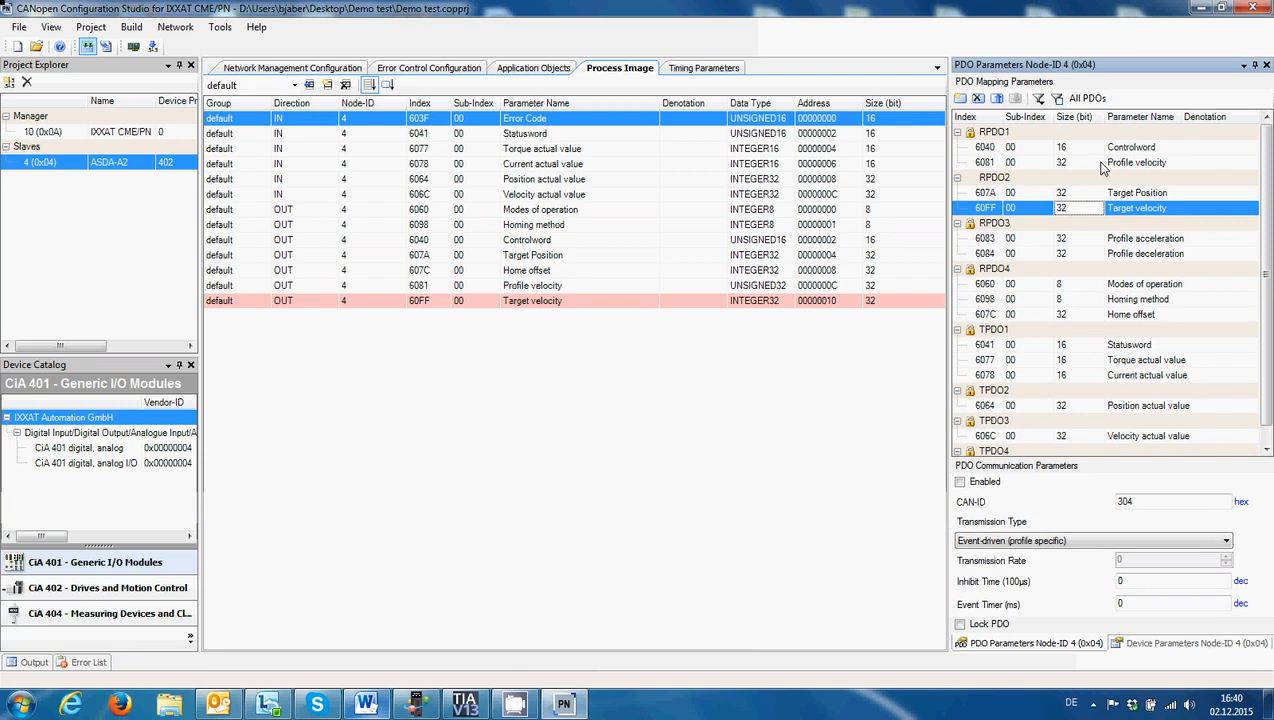 CANopen Configuration Studio for IXXAT CME/PN - D:\Users\bjaber\Desktop\Demo test\Demo test.copprj
File View Project Build Network Tools Help
Project Explorer
Name Device Pr
Manager
10 (0x0A) IXXAT CME/PN 0
Slaves
4 (0x04) ASDA-A2 402
Device Catalog
CiA 401 - Generic I/O Modules
Vendor-ID
IXXAT Automation GmbH
Digital Input/Digital Output/Analogue Input/A
CiA 401 digital, analog 0x00000004
CiA 401 digital, analog I/O 0x00000004
CiA 401 - Generic I/O Modules
CiA 402 - Drives and Motion Control
CiA 404 - Measuring Devices and Cl...
Output Error List
Network Management Configuration Error Control Configuration Application Objects Process Image Timing Parameters
default
Group Direction Node-ID Index Sub-Index Parameter Name Denotation Data Type Address Size (bit)
default IN 4 603F 00 Error Code UNSIGNED16 00000000 16
default IN 4 6041 00 Statusword UNSIGNED16 00000002 16
default IN 4 6077 00 Torque actual value INTEGER16 00000004 16
default IN 4 6078 00 Current actual value INTEGER16 00000006 16
default IN 4 6064 00 Position actual value INTEGER32 00000008 32
default IN 4 606C 00 Velocity actual value INTEGER32 0000000C 32
default OUT 4 6060 00 Modes of operation INTEGER8 00000000 8
default OUT 4 6098 00 Homing method INTEGER8 00000001 8
default OUT 4 6040 00 Controlword UNSIGNED16 00000002 16
default OUT 4 607A 00 Target Position INTEGER32 00000004 32
default OUT 4 607C 00 Home offset INTEGER32 00000008 32
default OUT 4 6081 00 Profile velocity UNSIGNED32 0000000C 32
default OUT 4 60FF 00 Target velocity INTEGER32 00000010 32
PDO Parameters Node-ID 4 (0x04)
PDO Mapping Parameters
All PDOs
Index Sub-Index Size (bit) Parameter Name Denotation
RPDO1
6040 00 16 Controlword
6081 00 32 Profile velocity
RPDO2
607A 00 32 Target Position
60FF 00 32 Target velocity
RPDO3
6083 00 32 Profile acceleration
6084 00 32 Profile deceleration
RPDO4
6060 00 8 Modes of operation
6098 00 8 Homing method
607C 00 32 Home offset
TPDO1
6041 00 16 Statusword
6077 00 16 Torque actual value
6078 00 16 Current actual value
TPDO2
6064 00 32 Position actual value
TPDO3
606C 00 32 Velocity actual value
TPDO4
PDO Communication Parameters
Enabled
CAN-ID 304 hex
Transmission Type
Event-driven (profile specific)
Transmission Rate 0
Inhibit Time (100µs) 0 dec
Event Timer (ms) 0 dec
Lock PDO
PDO Parameters Node-ID 4 (0x04) Device Parameters Node-ID 4 (0x04)
TIA V13 PN DE 16:40
02.12.2015